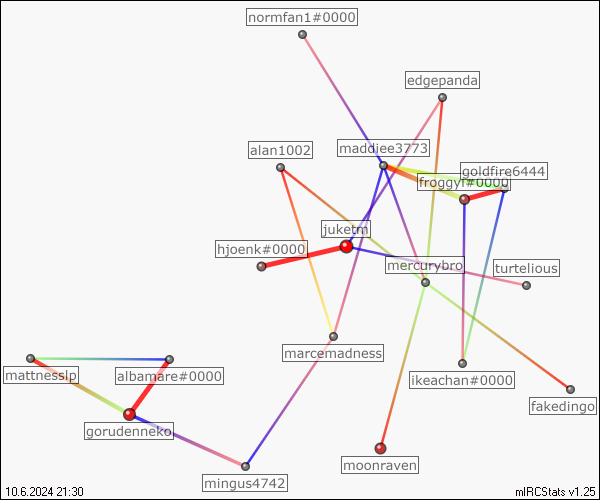 normfan1#0000
edgepanda
alan1002
maddiee3773
goldfire6444
froggyf#0000
juketm
hjoenk#0000
mercurybro
turtelious
marcemadness
mattnesslp
albamare#0000
ikeachan#0000
fakedingo
gorudenneko
moonraven
mingus4742
10.6.2024 21:30
mIRCStats v1.25